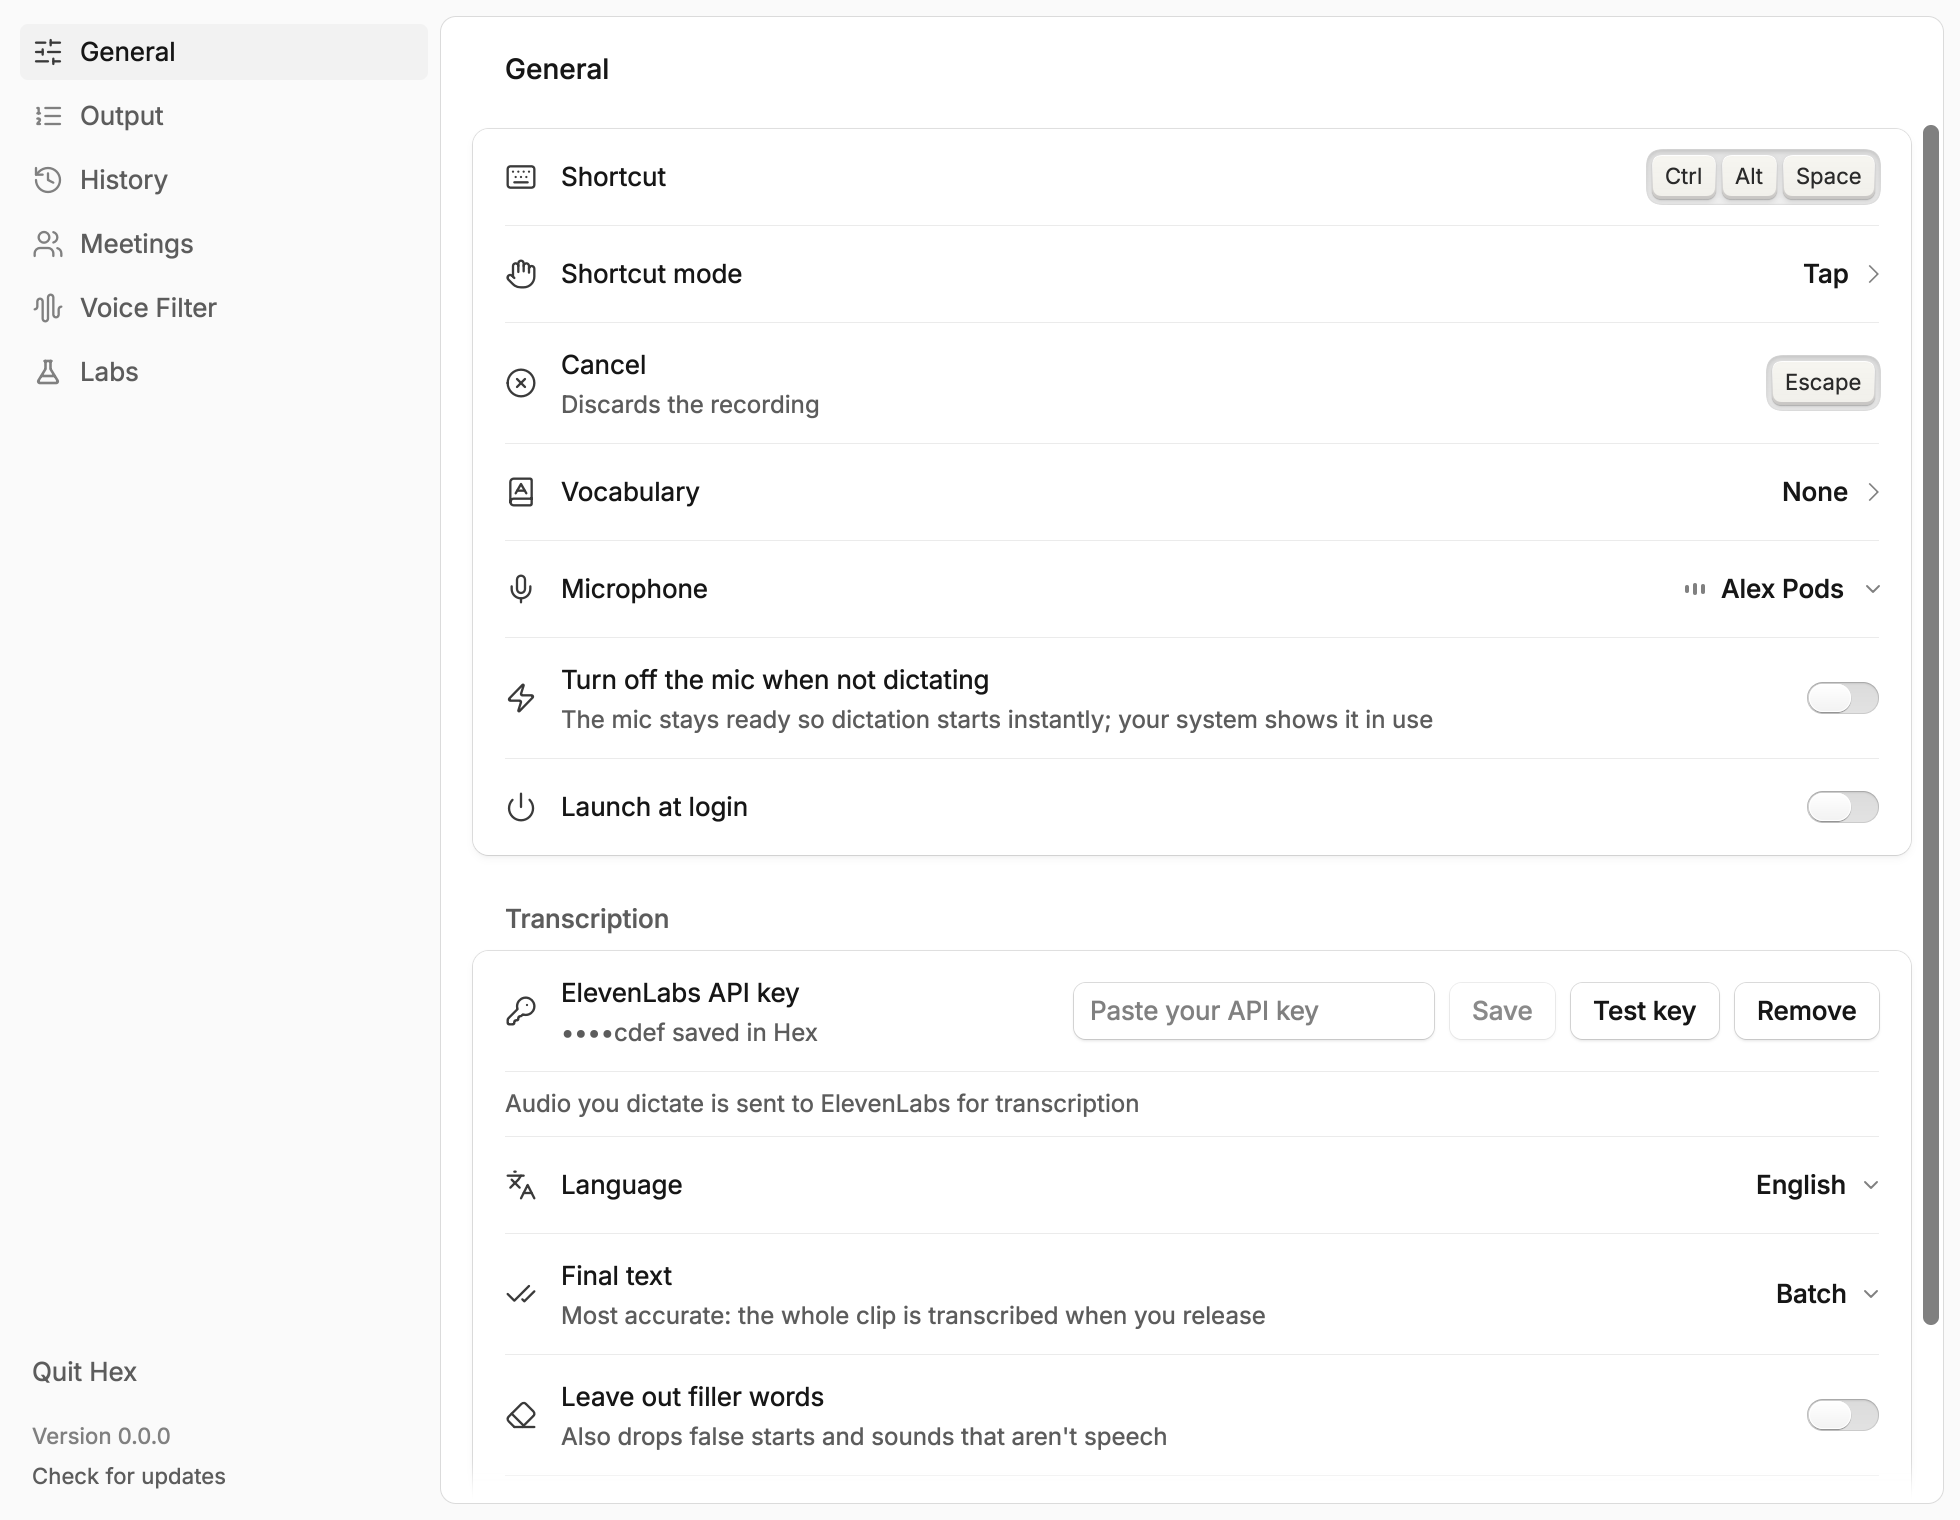 General
Output
History
Meetings
Voice Filter
Labs
Quit Hex
Version 0.0.0
Check for updates
General
Shortcut
Ctrl Alt Space
Shortcut mode
Tap
Cancel
Discards the recording
Escape
Vocabulary
None
Microphone
Alex Pods
Turn off the mic when not dictating
The mic stays ready so dictation starts instantly; your system shows it in use
Launch at login
Transcription
ElevenLabs API key
••••cdef saved in Hex
Paste your API key
Save
Test key
Remove
Audio you dictate is sent to ElevenLabs for transcription
Language
English
Final text
Most accurate: the whole clip is transcribed when you release
Batch
Leave out filler words
Also drops false starts and sounds that aren't speech